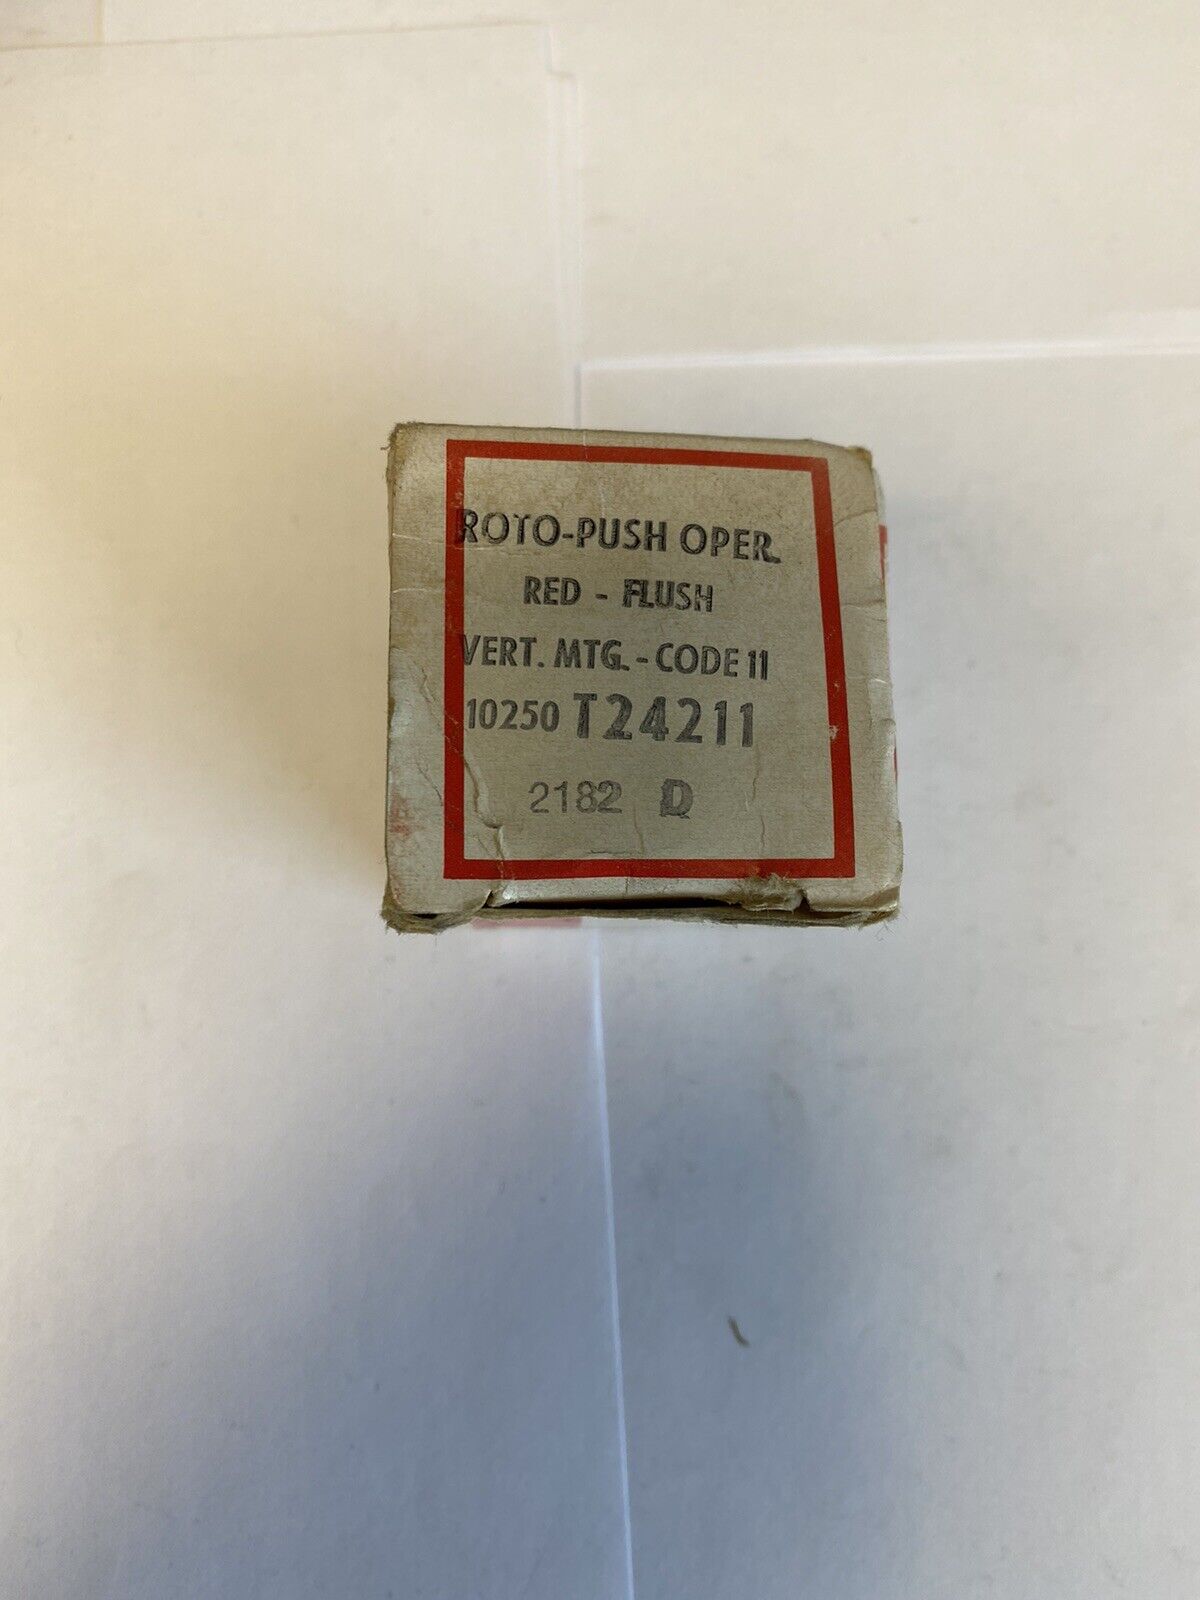 ROTO-PUSH OPER.
RED - FLUSH
VERT. MTG. - CODE 11
10250 T24211
2182 D